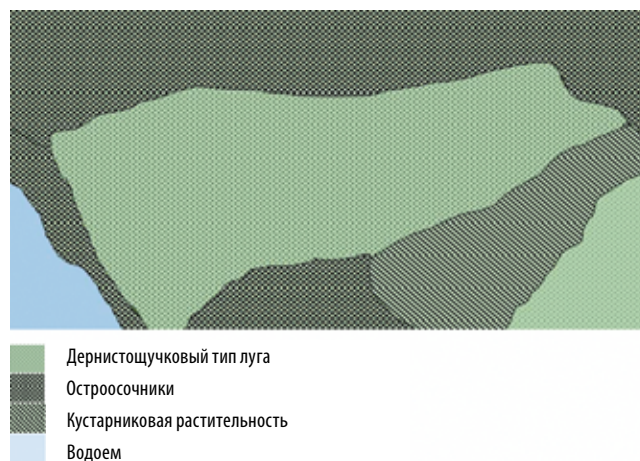 Дернистощучковый тип луга
Остроосочники
Кустарниковая растительность
Водоем